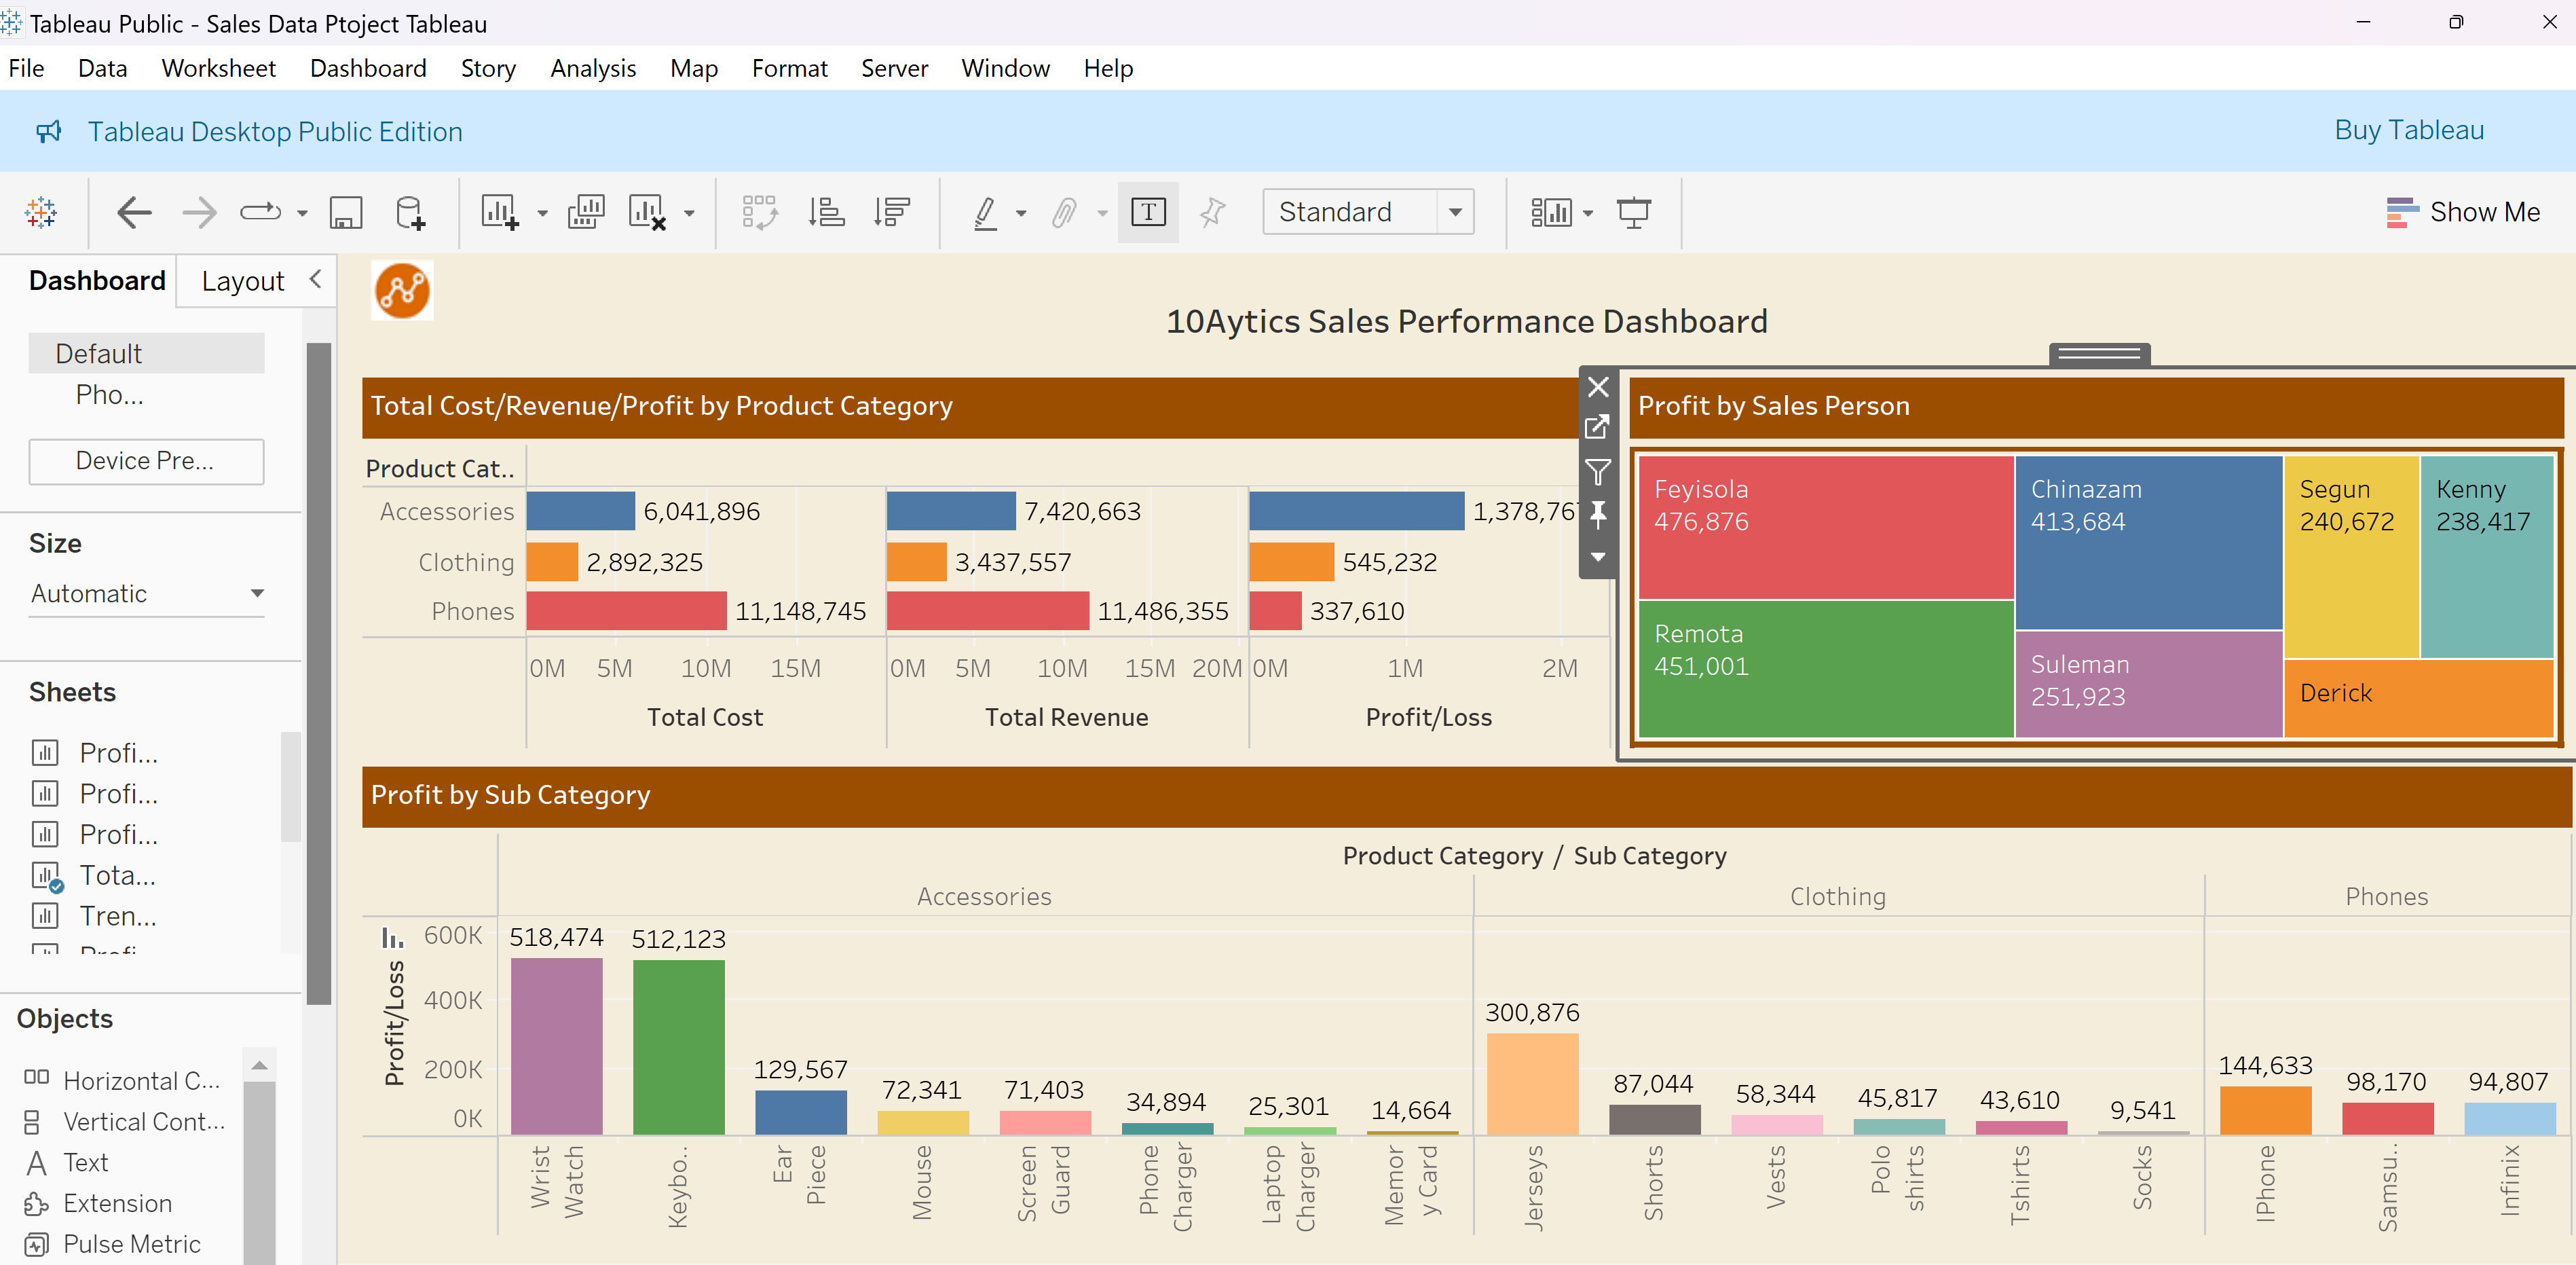 Tableau Public - Sales Data Ptoject Tableau
File Data Worksheet Dashboard Story Analysis Map Format Server Window Help
Tableau Desktop Public Edition
Buy Tableau
Standard
Show Me
Dashboard Layout
Default
Pho...
Device Pre...
Size
Automatic
Sheets
Profi...
Profi...
Profi...
Tota...
Tren...
Objects
Horizontal C...
Vertical Cont...
Text
Extension
Pulse Metric
10Aytics Sales Performance Dashboard
Total Cost/Revenue/Profit by Product Category
Product Cat..
Accessories 6,041,896 7,420,663 1,378,767
Clothing 2,892,325 3,437,557 545,232
Phones 11,148,745 11,486,355 337,610
0M 5M 10M 15M 0M 5M 10M 15M 20M 0M 1M 2M
Total Cost Total Revenue Profit/Loss
Profit by Sales Person
Feyisola
476,876
Remota
451,001
Chinazam
413,684
Suleman
251,923
Segun
240,672
Kenny
238,417
Derick
Profit by Sub Category
Product Category / Sub Category
Accessories Clothing Phones
Profit/Loss
600K
400K
200K
0K
518,474 512,123 129,567 72,341 71,403 34,894 25,301 14,664 300,876 87,044 58,344 45,817 43,610 9,541 144,633 98,170 94,807
Wrist
Watch
Keybo..
Ear
Piece
Mouse
Screen
Guard
Phone
Charger
Laptop
Charger
Memor
y Card
Jerseys
Shorts
Vests
Polo
shirts
Tshirts
Socks
IPhone
Samsu..
Infinix